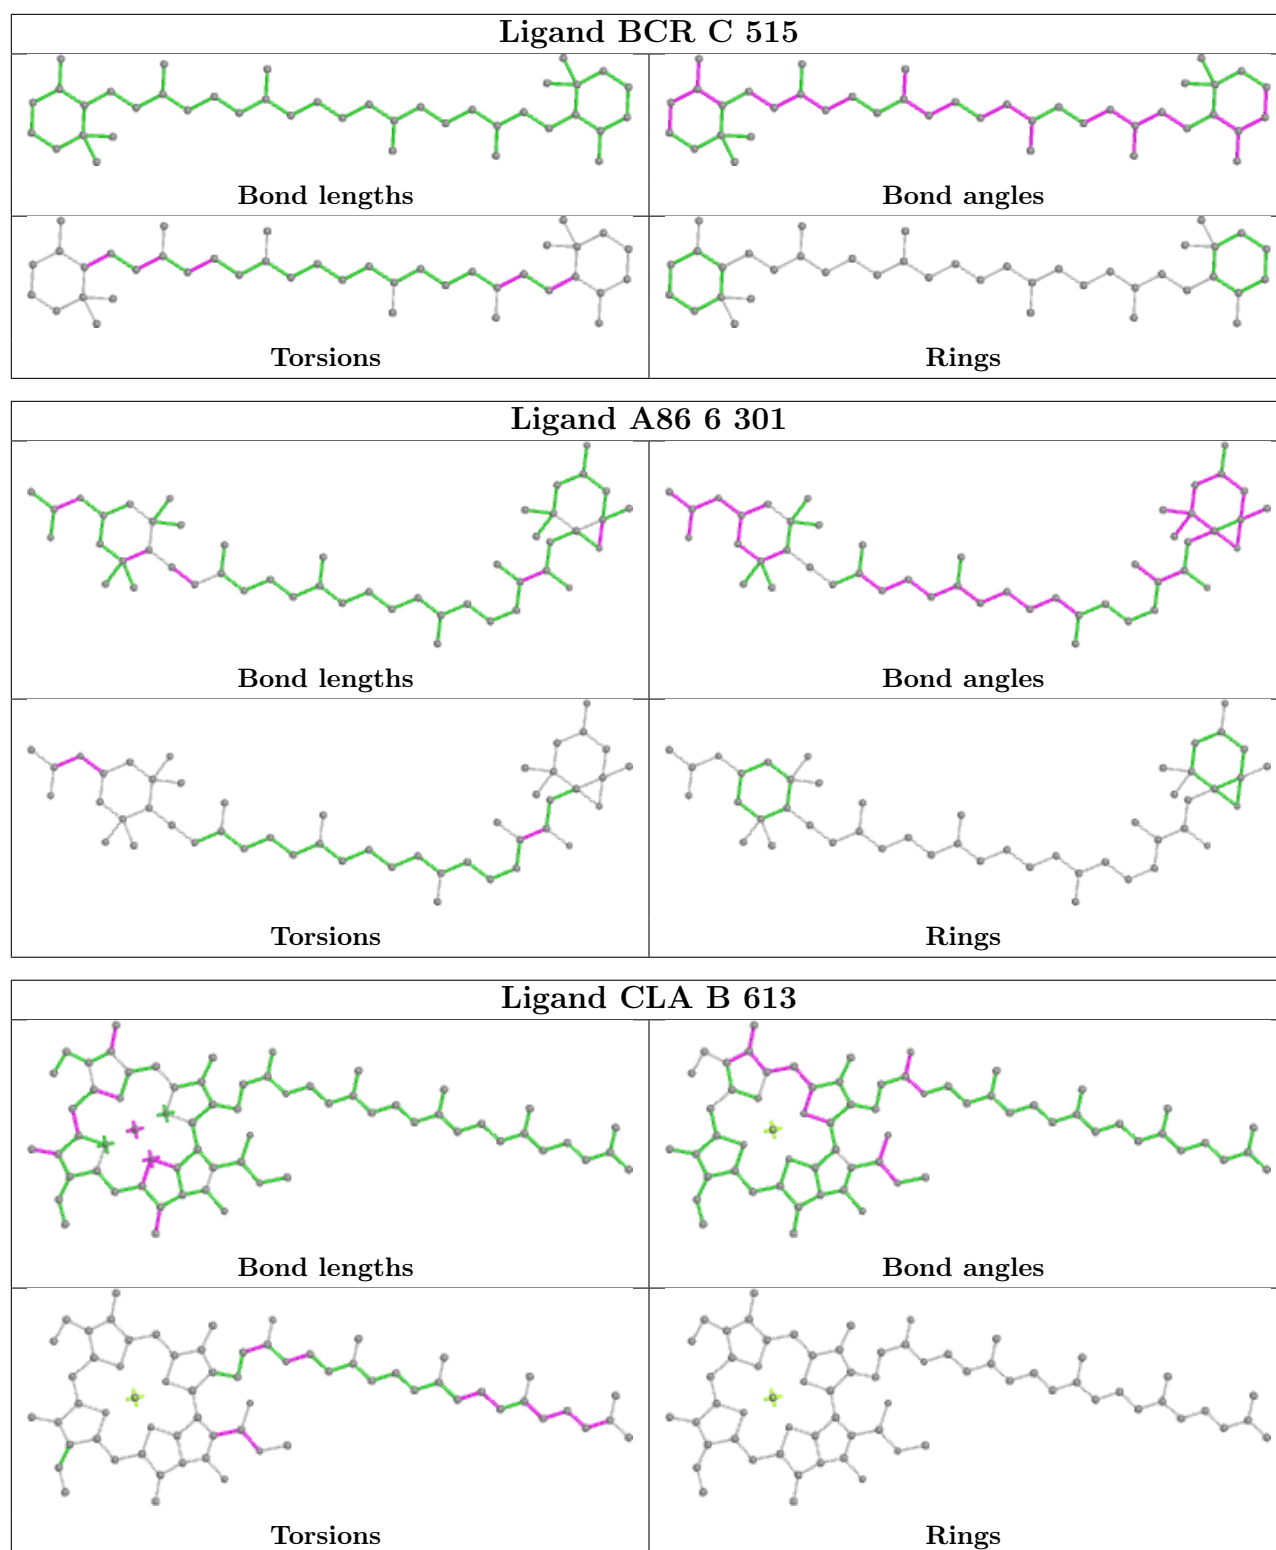 Ligand BCR C 515
Bond lengths
Bond angles
Torsions
Rings
Ligand A86 6 301
Bond lengths
Bond angles
Torsions
Rings
Ligand CLA B 613
Bond lengths
Bond angles
Torsions
Rings